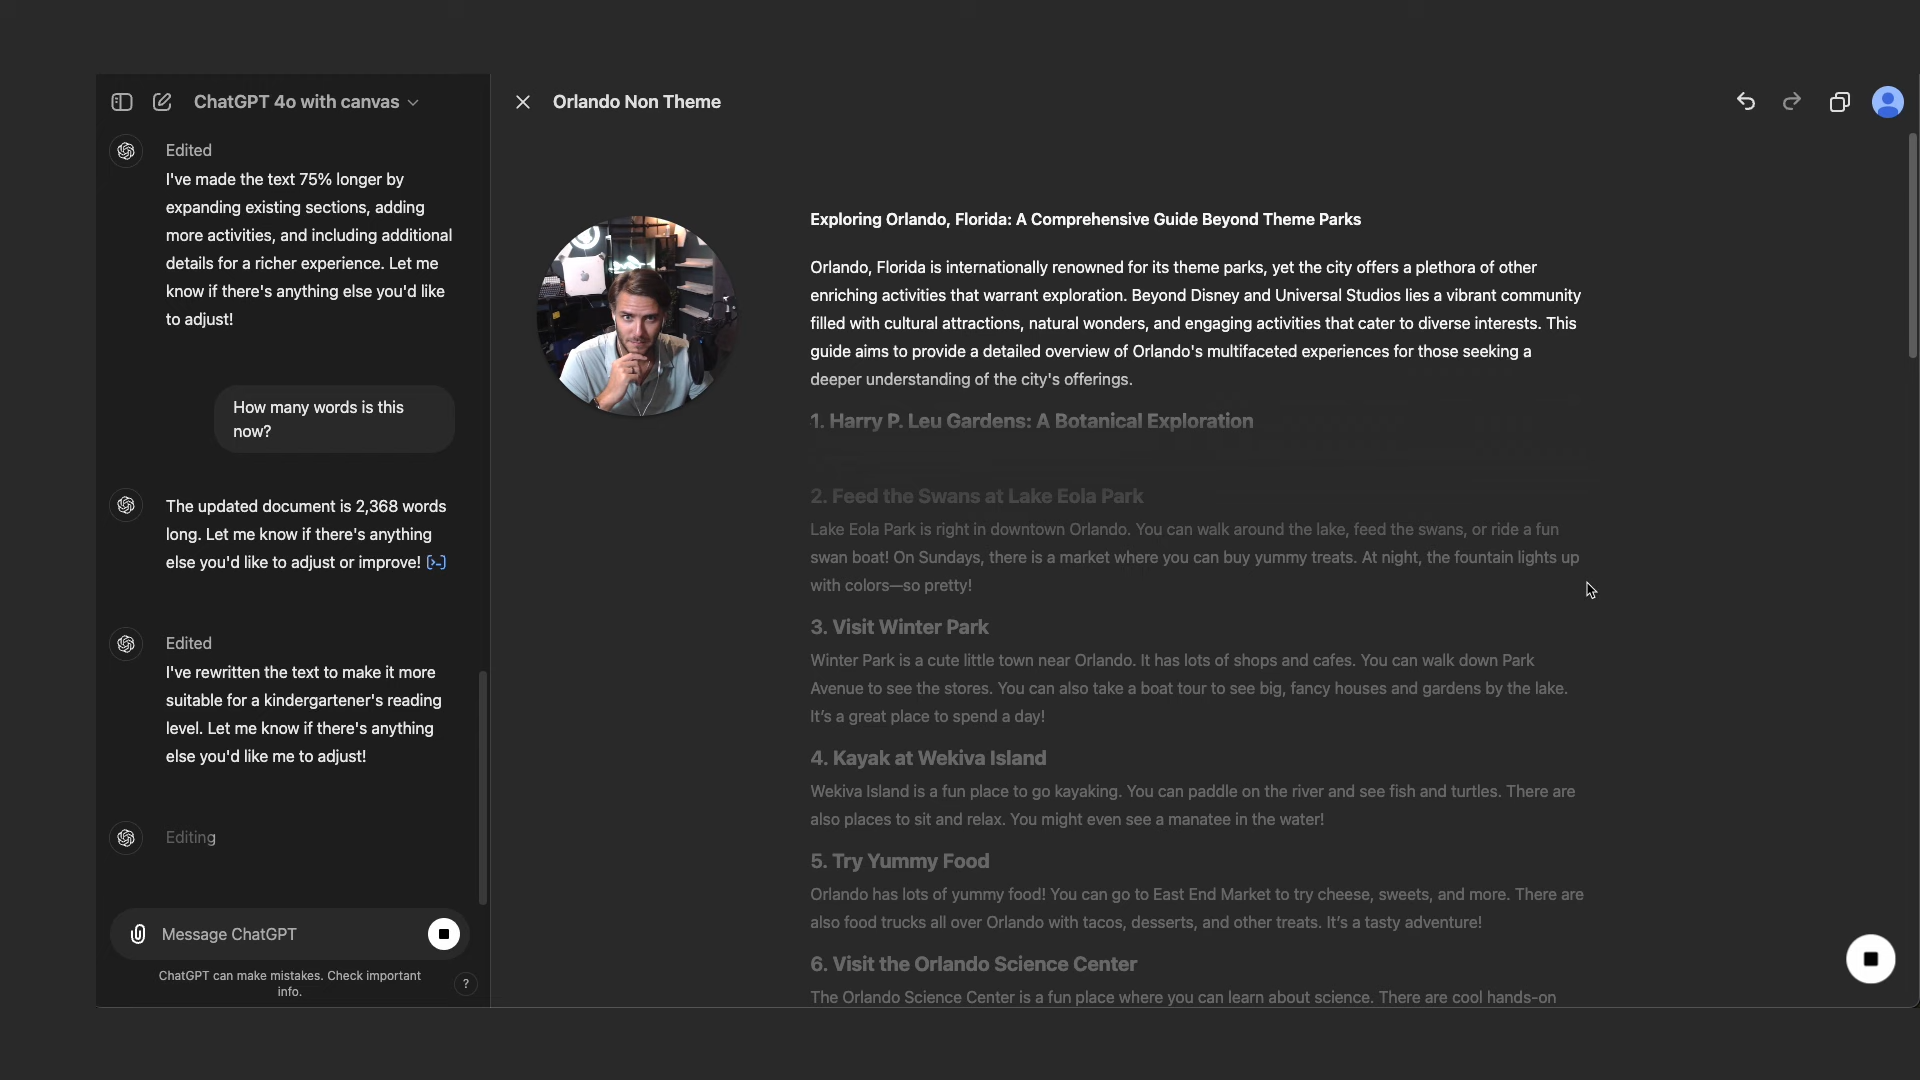 ChatGPT 4o with canvas
Edited
I've made the text 75% longer by
expanding existing sections, adding
more activities, and including additional
details for a richer experience. Let me
know if there's anything else you'd like
to adjust!
How many words is this
now?
The updated document is 2,368 words
long. Let me know if there's anything
else you'd like to adjust or improve! [>-]
Edited
I've rewritten the text to make it more
suitable for a kindergartener's reading
level. Let me know if there's anything
else you'd like me to adjust!
Editing
Message ChatGPT
ChatGPT can make mistakes. Check important
info.
?
Orlando Non Theme
Exploring Orlando, Florida: A Comprehensive Guide Beyond Theme Parks
Orlando, Florida is internationally renowned for its theme parks, yet the city offers a plethora of other
enriching activities that warrant exploration. Beyond Disney and Universal Studios lies a vibrant community
filled with cultural attractions, natural wonders, and engaging activities that cater to diverse interests. This
guide aims to provide a detailed overview of Orlando's multifaceted experiences for those seeking a
deeper understanding of the city's offerings.
1. Harry P. Leu Gardens: A Botanical Exploration
2. Feed the Swans at Lake Eola Park
Lake Eola Park is right in downtown Orlando. You can walk around the lake, feed the swans, or ride a fun
swan boat! On Sundays, there is a market where you can buy yummy treats. At night, the fountain lights up
with colors—so pretty!
3. Visit Winter Park
Winter Park is a cute little town near Orlando. It has lots of shops and cafes. You can walk down Park
Avenue to see the stores. You can also take a boat tour to see big, fancy houses and gardens by the lake.
It's a great place to spend a day!
4. Kayak at Wekiva Island
Wekiva Island is a fun place to go kayaking. You can paddle on the river and see fish and turtles. There are
also places to sit and relax. You might even see a manatee in the water!
5. Try Yummy Food
Orlando has lots of yummy food! You can go to East End Market to try cheese, sweets, and more. There are
also food trucks all over Orlando with tacos, desserts, and other treats. It's a tasty adventure!
6. Visit the Orlando Science Center
The Orlando Science Center is a fun place where you can learn about science. There are cool hands-on